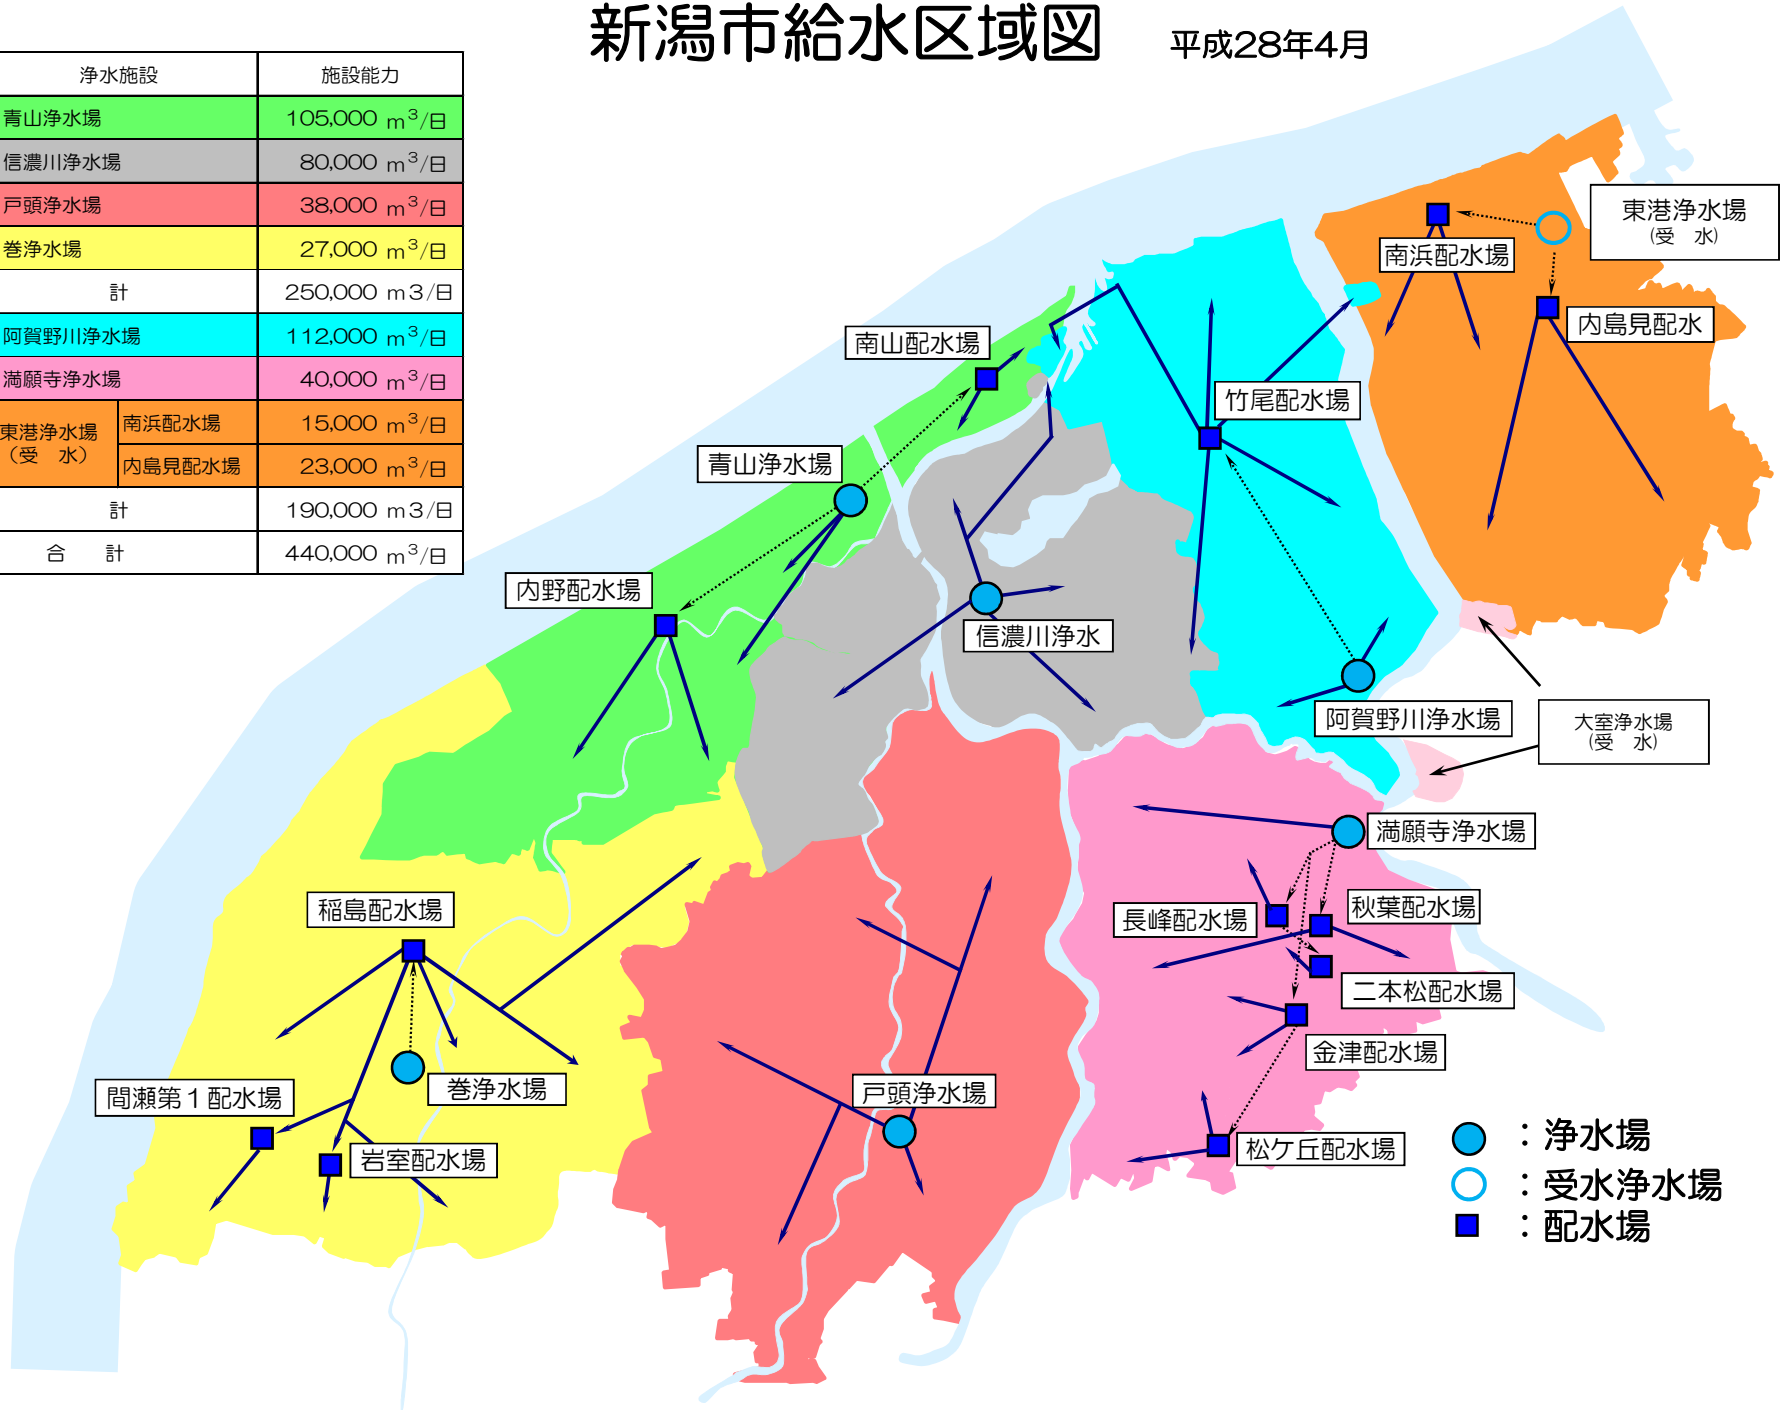 新潟市給水区域図 平成28年4月
浄水施設 施設能力
青山浄水場 105,000 m³/日
信濃川浄水場 80,000 m³/日
戸頭浄水場 38,000 m³/日
巻浄水場 27,000 m³/日
計 250,000 m3/日
阿賀野川浄水場 112,000 m³/日
満願寺浄水場 40,000 m³/日
東港浄水場
（受 水）
南浜配水場 15,000 m³/日
内島見配水場 23,000 m³/日
計 190,000 m3/日
合 計 440,000 m³/日
東港浄水場
(受 水)
南浜配水場
内島見配水
南山配水場
竹尾配水場
青山浄水場
内野配水場
信濃川浄水
阿賀野川浄水場
大室浄水場
(受 水)
満願寺浄水場
長峰配水場
秋葉配水場
稲島配水場
二本松配水場
金津配水場
巻浄水場
間瀬第1配水場
戸頭浄水場
岩室配水場
松ケ丘配水場
：浄水場
：受水浄水場
：配水場